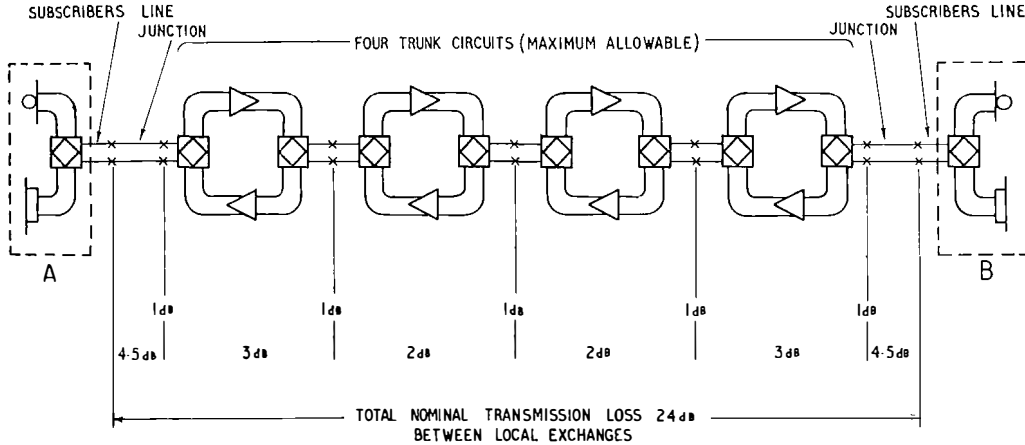 SUBSCRIBERS LINE
JUNCTION
FOUR TRUNK CIRCUITS (MAXIMUM ALLOWABLE)
JUNCTION
SUBSCRIBERS LINE
A
B
1dB
1dB
1dB
1dB
1dB
4·5dB
3dB
2dB
2dB
3dB
4·5dB
TOTAL NOMINAL TRANSMISSION LOSS 24dB
BETWEEN LOCAL EXCHANGES